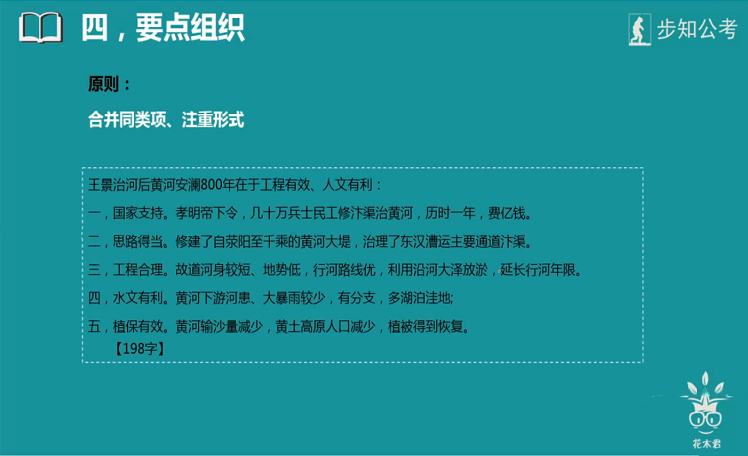 四，要点组织
步知公考
原则：
合并同类项、注重形式
王景治河后黄河安澜800年在于工程有效、人文有利：
一，国家支持。孝明帝下令，几十万兵士民工修汴渠治黄河，历时一年，费亿钱。
二，思路得当。修建了自荥阳至千乘的黄河大堤，治理了东汉漕运主要通道汴渠。
三，工程合理。故道河身较短、地势低，行河路线优，利用沿河大泽放淤，延长行河年限。
四，水文有利。黄河下游河患、大暴雨较少，有分支，多湖泊洼地;
五，植保有效。黄河输沙量减少，黄土高原人口减少，植被得到恢复。
【198字】
花木君